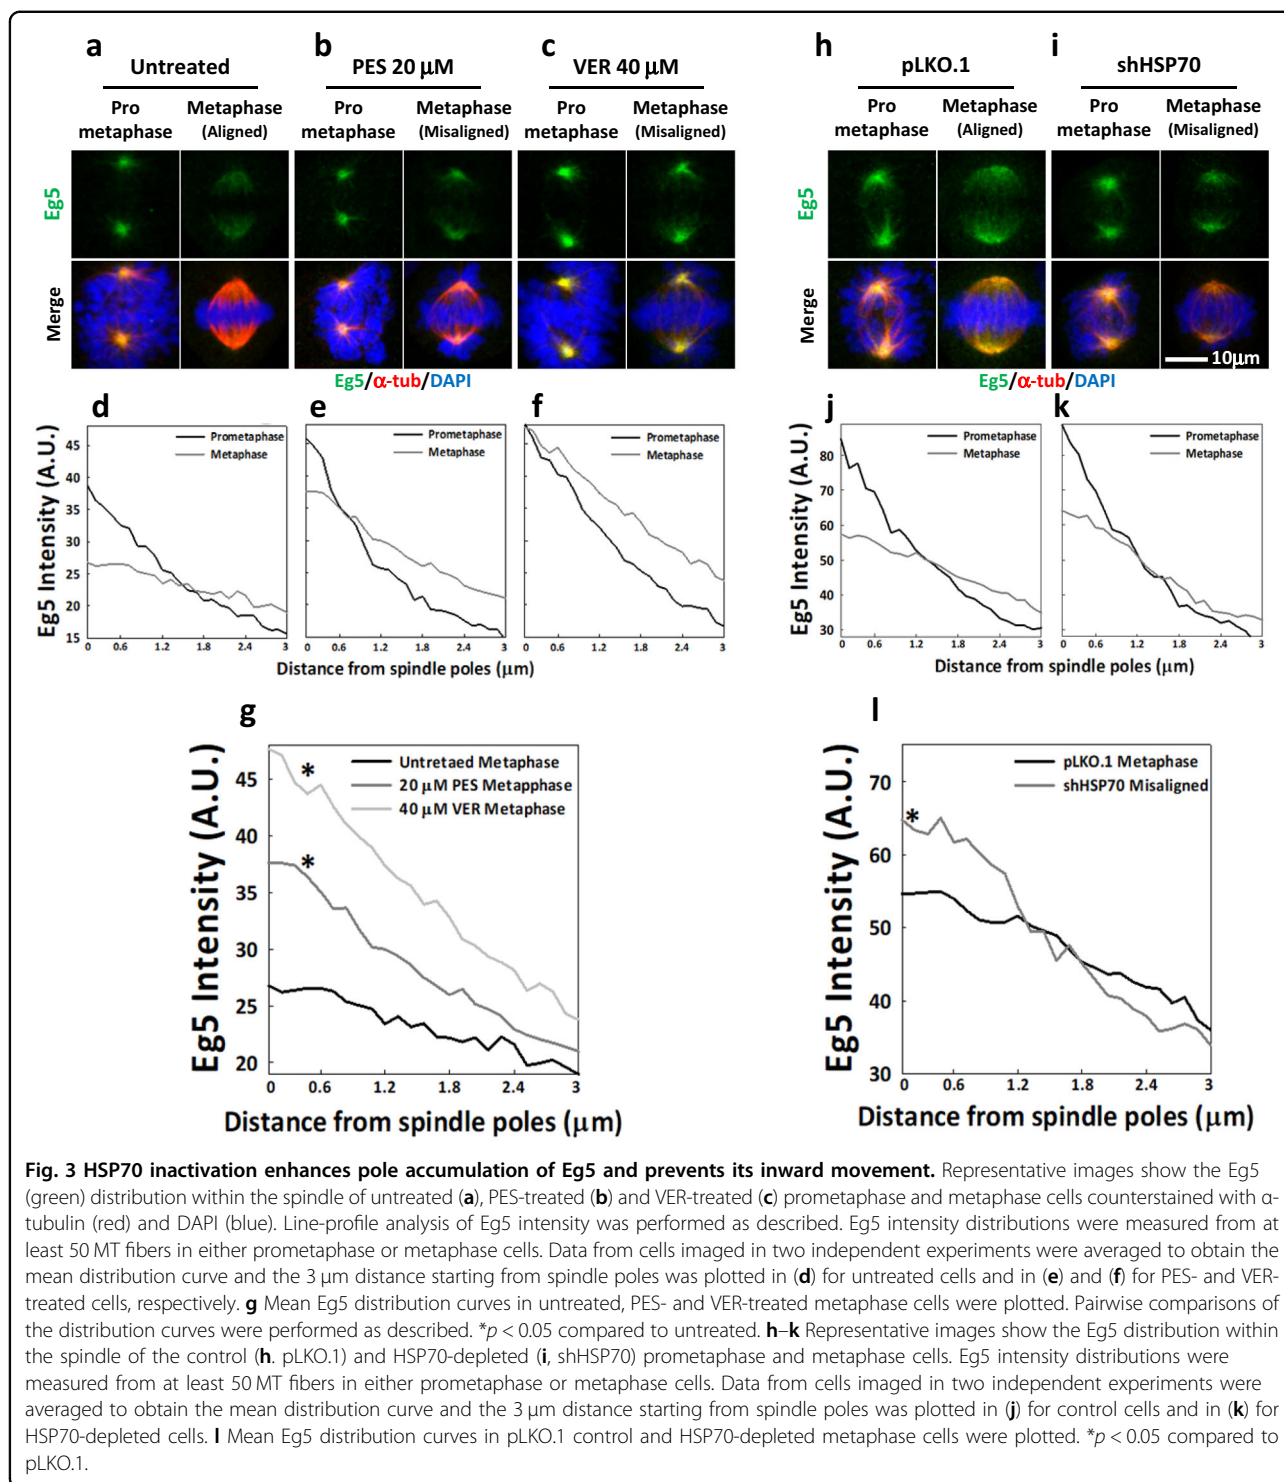 a
b
c
h
i
Untreated
PES 20 μM
VER 40 μM
pLKO.1
shHSP70
Pro metaphase
Metaphase (Aligned)
Pro metaphase
Metaphase (Misaligned)
Pro metaphase
Metaphase (Misaligned)
Pro metaphase
Metaphase (Aligned)
Pro metaphase
Metaphase (Misaligned)
Eg5
Merge
Eg5
Merge
10μm
Eg5/α-tub/DAPI
Eg5/α-tub/DAPI
d
Prometaphase
Metaphase
Eg5 Intensity (A.U.)
45
40
35
30
25
20
15
0 0.6 1.2 1.8 2.4 3
e
Prometaphase
Metaphase
0 0.6 1.2 1.8 2.4 3
f
Prometaphase
Metaphase
0 0.6 1.2 1.8 2.4 3
Distance from spindle poles (μm)
j
Prometaphase
Metaphase
Eg5 Intensity (A.U.)
80
70
60
50
40
30
0 0.6 1.2 1.8 2.4 3
k
Prometaphase
Metaphase
0 0.6 1.2 1.8 2.4 3
Distance from spindle poles (μm)
g
Untretaed Metaphase
20 μM PES Metapphase
40 μM VER Metaphase
*
*
Eg5 Intensity (A.U.)
45
40
35
30
25
20
0 0.6 1.2 1.8 2.4 3
Distance from spindle poles (μm)
l
pLKO.1 Metaphase
shHSP70 Misaligned
*
Eg5 Intensity (A.U.)
70
60
50
40
30
0 0.6 1.2 1.8 2.4 3
Distance from spindle poles (μm)
Fig. 3 HSP70 inactivation enhances pole accumulation of Eg5 and prevents its inward movement. Representative images show the Eg5
(green) distribution within the spindle of untreated (a), PES-treated (b) and VER-treated (c) prometaphase and metaphase cells counterstained with α-
tubulin (red) and DAPI (blue). Line-profile analysis of Eg5 intensity was performed as described. Eg5 intensity distributions were measured from at
least 50 MT fibers in either prometaphase or metaphase cells. Data from cells imaged in two independent experiments were averaged to obtain the
mean distribution curve and the 3 μm distance starting from spindle poles was plotted in (d) for untreated cells and in (e) and (f) for PES- and VER-
treated cells, respectively. g Mean Eg5 distribution curves in untreated, PES- and VER-treated metaphase cells were plotted. Pairwise comparisons of
the distribution curves were performed as described. *p < 0.05 compared to untreated. h–k Representative images show the Eg5 distribution within
the spindle of the control (h. pLKO.1) and HSP70-depleted (i, shHSP70) prometaphase and metaphase cells. Eg5 intensity distributions were
measured from at least 50 MT fibers in either prometaphase or metaphase cells. Data from cells imaged in two independent experiments were
averaged to obtain the mean distribution curve and the 3 μm distance starting from spindle poles was plotted in (j) for control cells and in (k) for
HSP70-depleted cells. l Mean Eg5 distribution curves in pLKO.1 control and HSP70-depleted metaphase cells were plotted. *p < 0.05 compared to
pLKO.1.